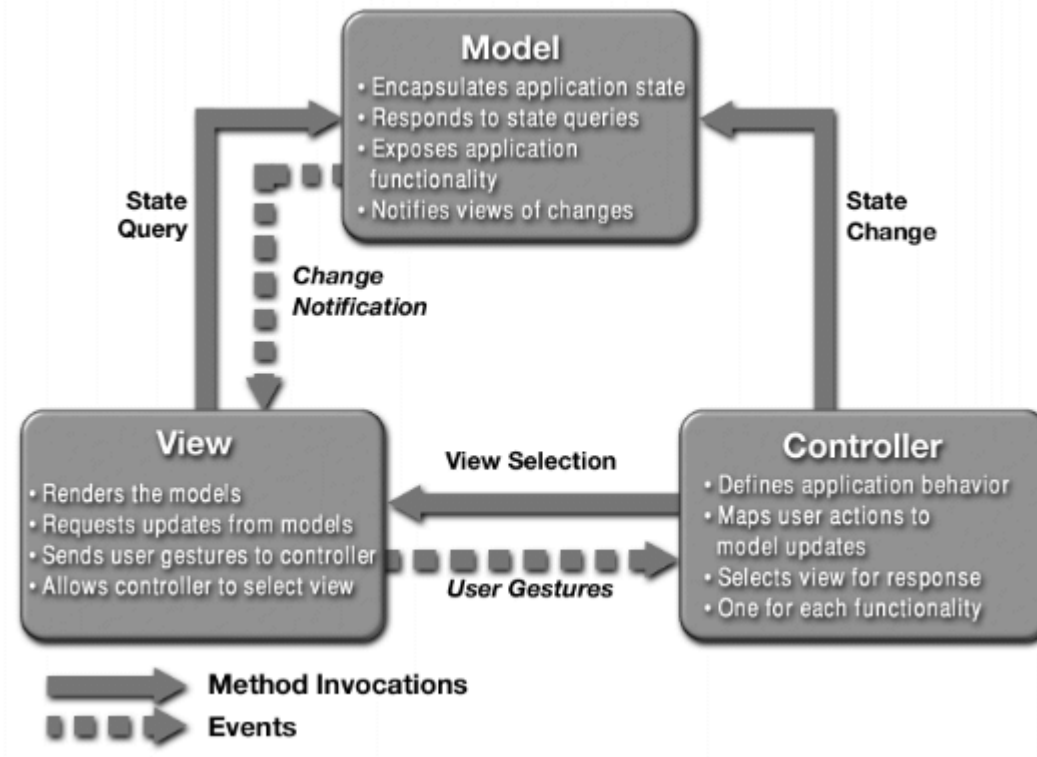 Model
• Encapsulates application state
• Responds to state queries
• Exposes application
functionality
• Notifies views of changes
State
Query
Change
Notification
State
Change
View
• Renders the models
• Requests updates from models
• Sends user gestures to controller
• Allows controller to select view
View Selection
User Gestures
Controller
• Defines application behavior
• Maps user actions to
model updates
• Selects view for response
• One for each functionality
Method Invocations
Events